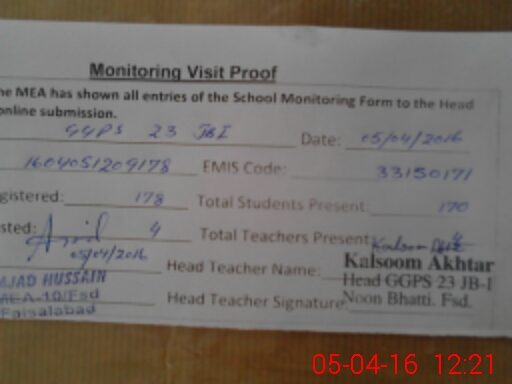 Monitoring Visit Proof
he MEA has shown all entries of the School Monitoring Form to the Head
online submission.
GGPS 23 JBI Date: 05/04/2016
1604051209178 EMIS Code: 33150171
gistered: 178 Total Students Present: 170
sted: 4 Total Teachers Present: 4
05/04/2016
AJAD HUSSAIN Head Teacher Name: Kalsoom Akhtar
MEA-10/Fsd Head GGPS 23 JB-I
Faisalabad Head Teacher Signature: Noon Bhatti. Fsd.
05-04-16 12:21